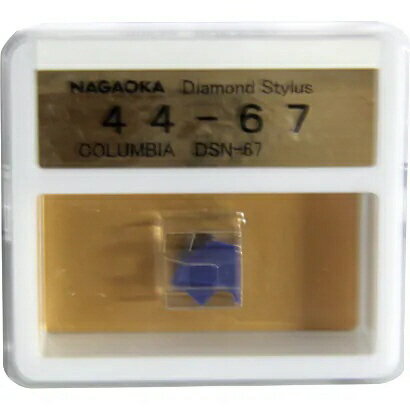 NAGAOKA Diamond Stylus
44-67
COLUMBIA DSN-67